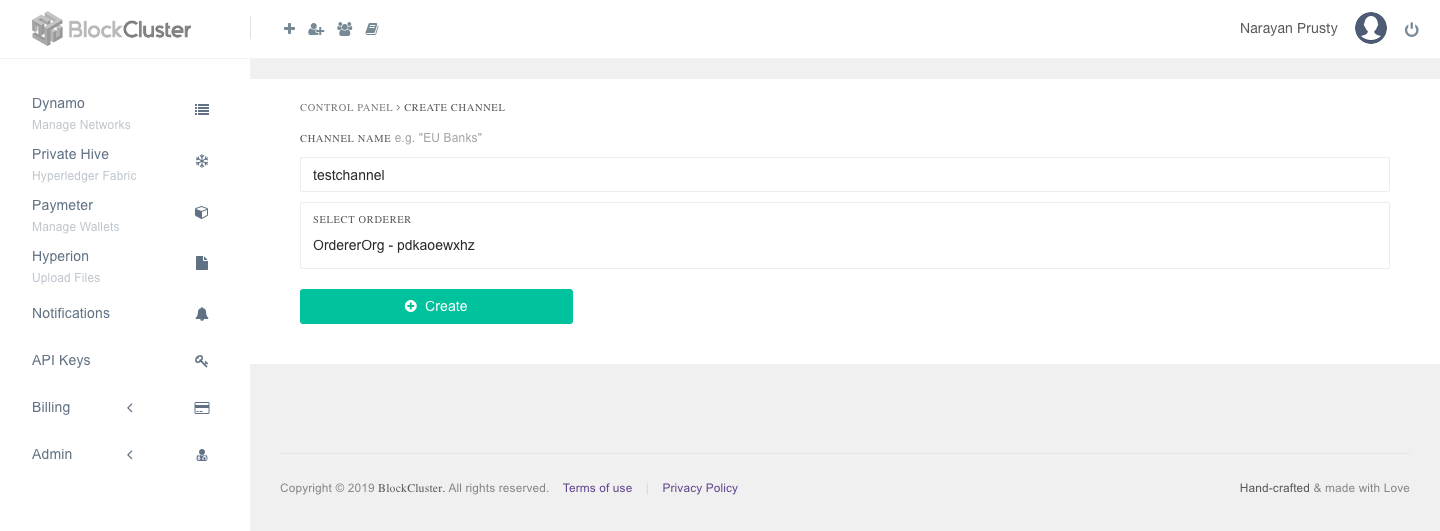 BlockCluster
Narayan Prusty
Dynamo
Manage Networks
Private Hive
Hyperledger Fabric
Paymeter
Manage Wallets
Hyperion
Upload Files
Notifications
API Keys
Billing
Admin
CONTROL PANEL > CREATE CHANNEL
CHANNEL NAME e.g. "EU Banks"
testchannel
SELECT ORDERER
OrdererOrg - pdkaoewxhz
Create
Copyright © 2019 BlockCluster. All rights reserved. Terms of use | Privacy Policy
Hand-crafted & made with Love